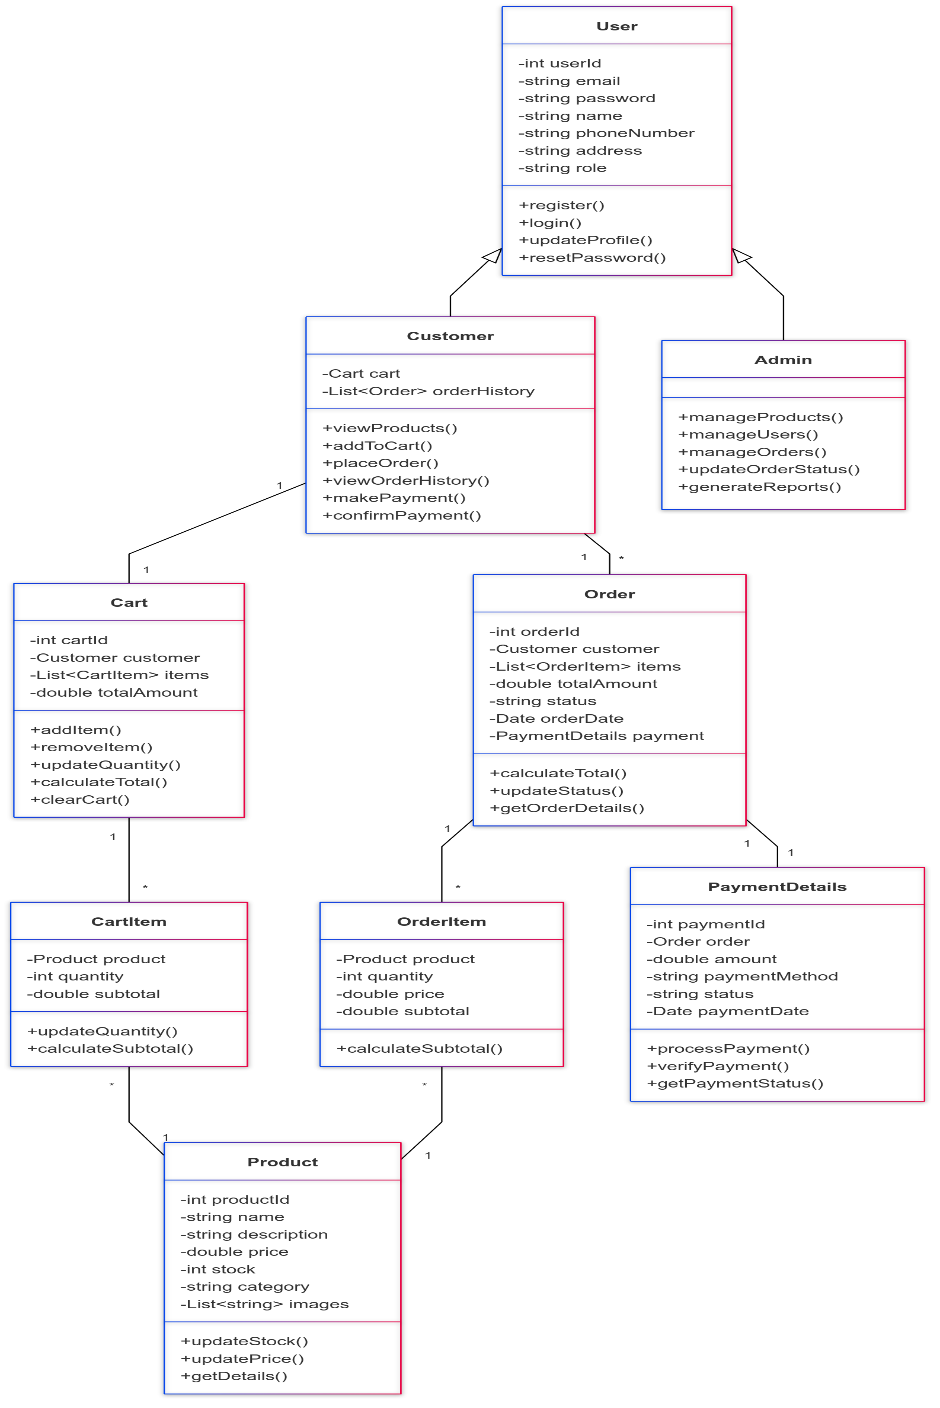 User
-int userId
-string email
-string password
-string name
-string phoneNumber
-string address
-string role
+register()
+login()
+updateProfile()
+resetPassword()
Customer
-Cart cart
-List<Order> orderHistory
+viewProducts()
+addToCart()
+placeOrder()
+viewOrderHistory()
+makePayment()
+confirmPayment()
Admin
+manageProducts()
+manageUsers()
+manageOrders()
+updateOrderStatus()
+generateReports()
1
1
1
*
Cart
-int cartId
-Customer customer
-List<CartItem> items
-double totalAmount
+addItem()
+removeItem()
+updateQuantity()
+calculateTotal()
+clearCart()
Order
-int orderId
-Customer customer
-List<OrderItem> items
-double totalAmount
-string status
-Date orderDate
-PaymentDetails payment
+calculateTotal()
+updateStatus()
+getOrderDetails()
1
*
1
*
1
1
CartItem
-Product product
-int quantity
-double subtotal
+updateQuantity()
+calculateSubtotal()
OrderItem
-Product product
-int quantity
-double price
-double subtotal
+calculateSubtotal()
PaymentDetails
-int paymentId
-Order order
-double amount
-string paymentMethod
-string status
-Date paymentDate
+processPayment()
+verifyPayment()
+getPaymentStatus()
*
1
*
1
Product
-int productId
-string name
-string description
-double price
-int stock
-string category
-List<string> images
+updateStock()
+updatePrice()
+getDetails()